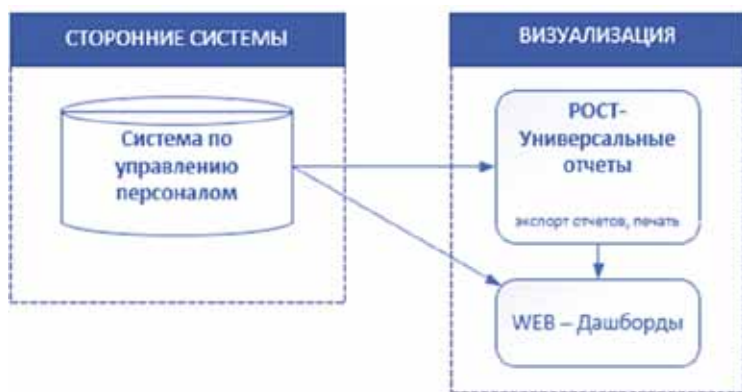 СТОРОННИЕ СИСТЕМЫ
Система по
управлению
персоналом
ВИЗУАЛИЗАЦИЯ
РОСТ-
Универсальные
отчеты
экспорт отчетов, печать
WEB – Дашборды